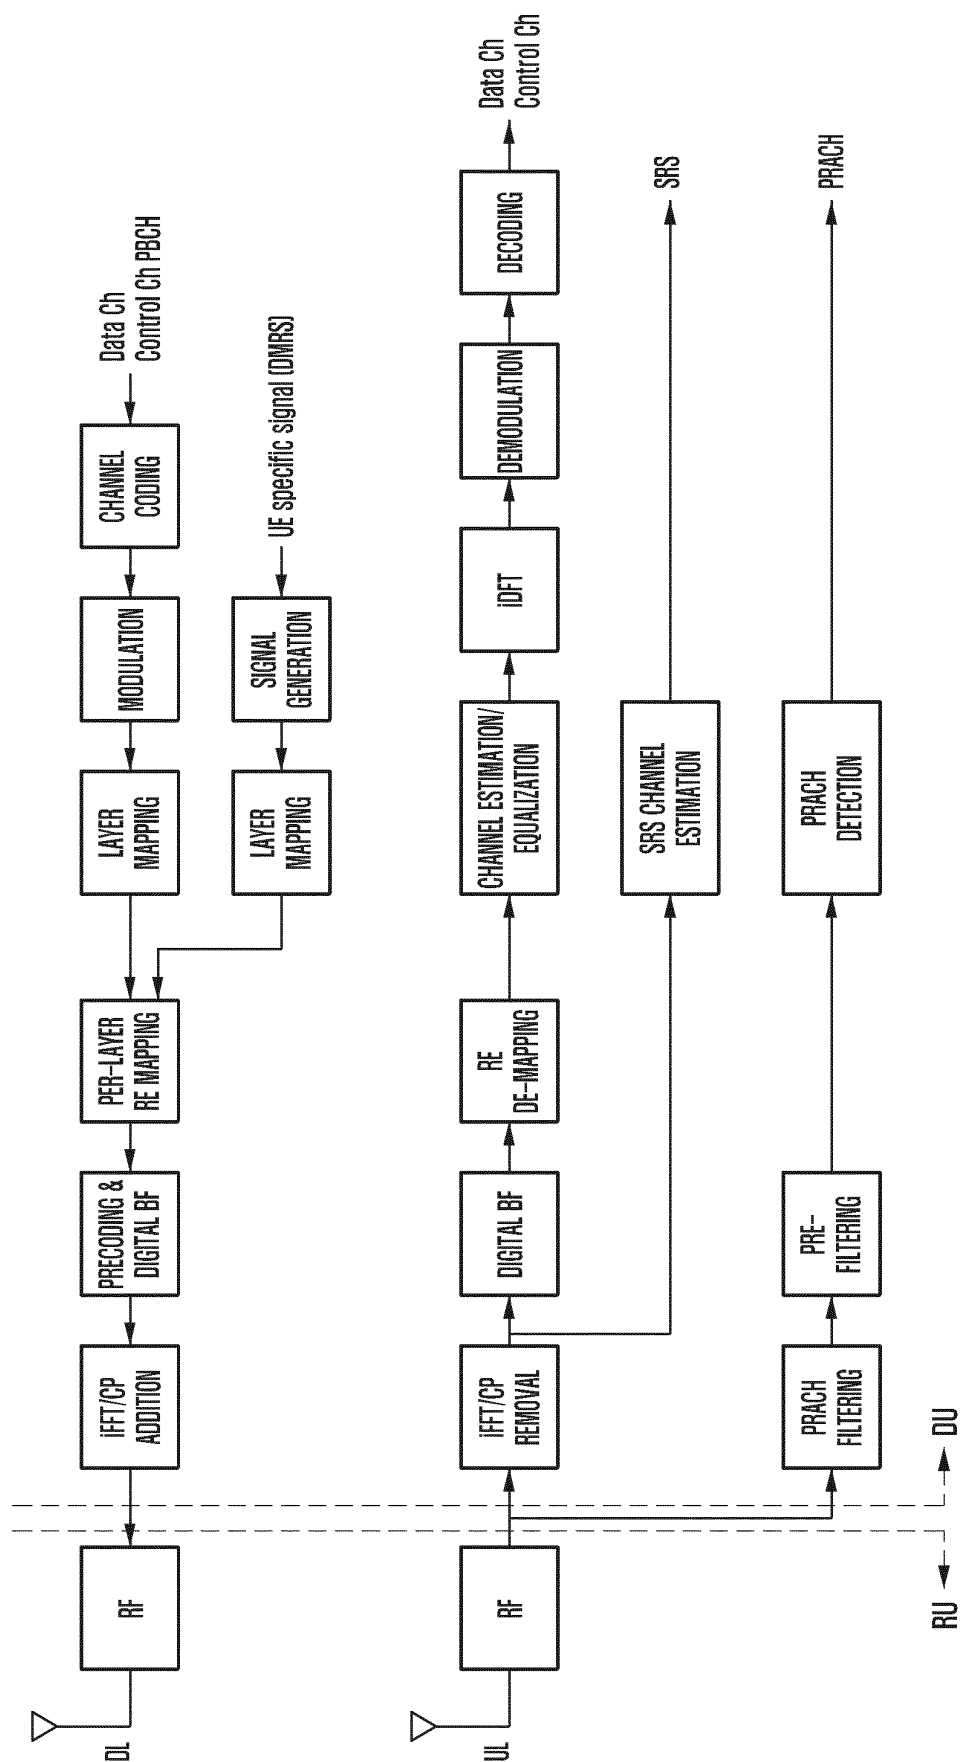 DL
RF
iFFT/CP
ADDITION
PRECODING &
DIGITAL BF
PER-LAYER
RE MAPPING
LAYER
MAPPING
MODULATION
CHANNEL
CODING
Data Ch
Control Ch PBCH
LAYER
MAPPING
SIGNAL
GENERATION
UE specific signal (DMRS)
UL
RF
iFFT/CP
REMOVAL
DIGITAL BF
RE
DE-MAPPING
CHANNEL ESTIMATION/
EQUALIZATION
iDFT
DEMODULATION
DECODING
Data Ch
Control Ch
SRS CHANNEL
ESTIMATION
SRS
PRACH
FILTERING
PRE-
FILTERING
PRACH
DETECTION
PRACH
RU
DU